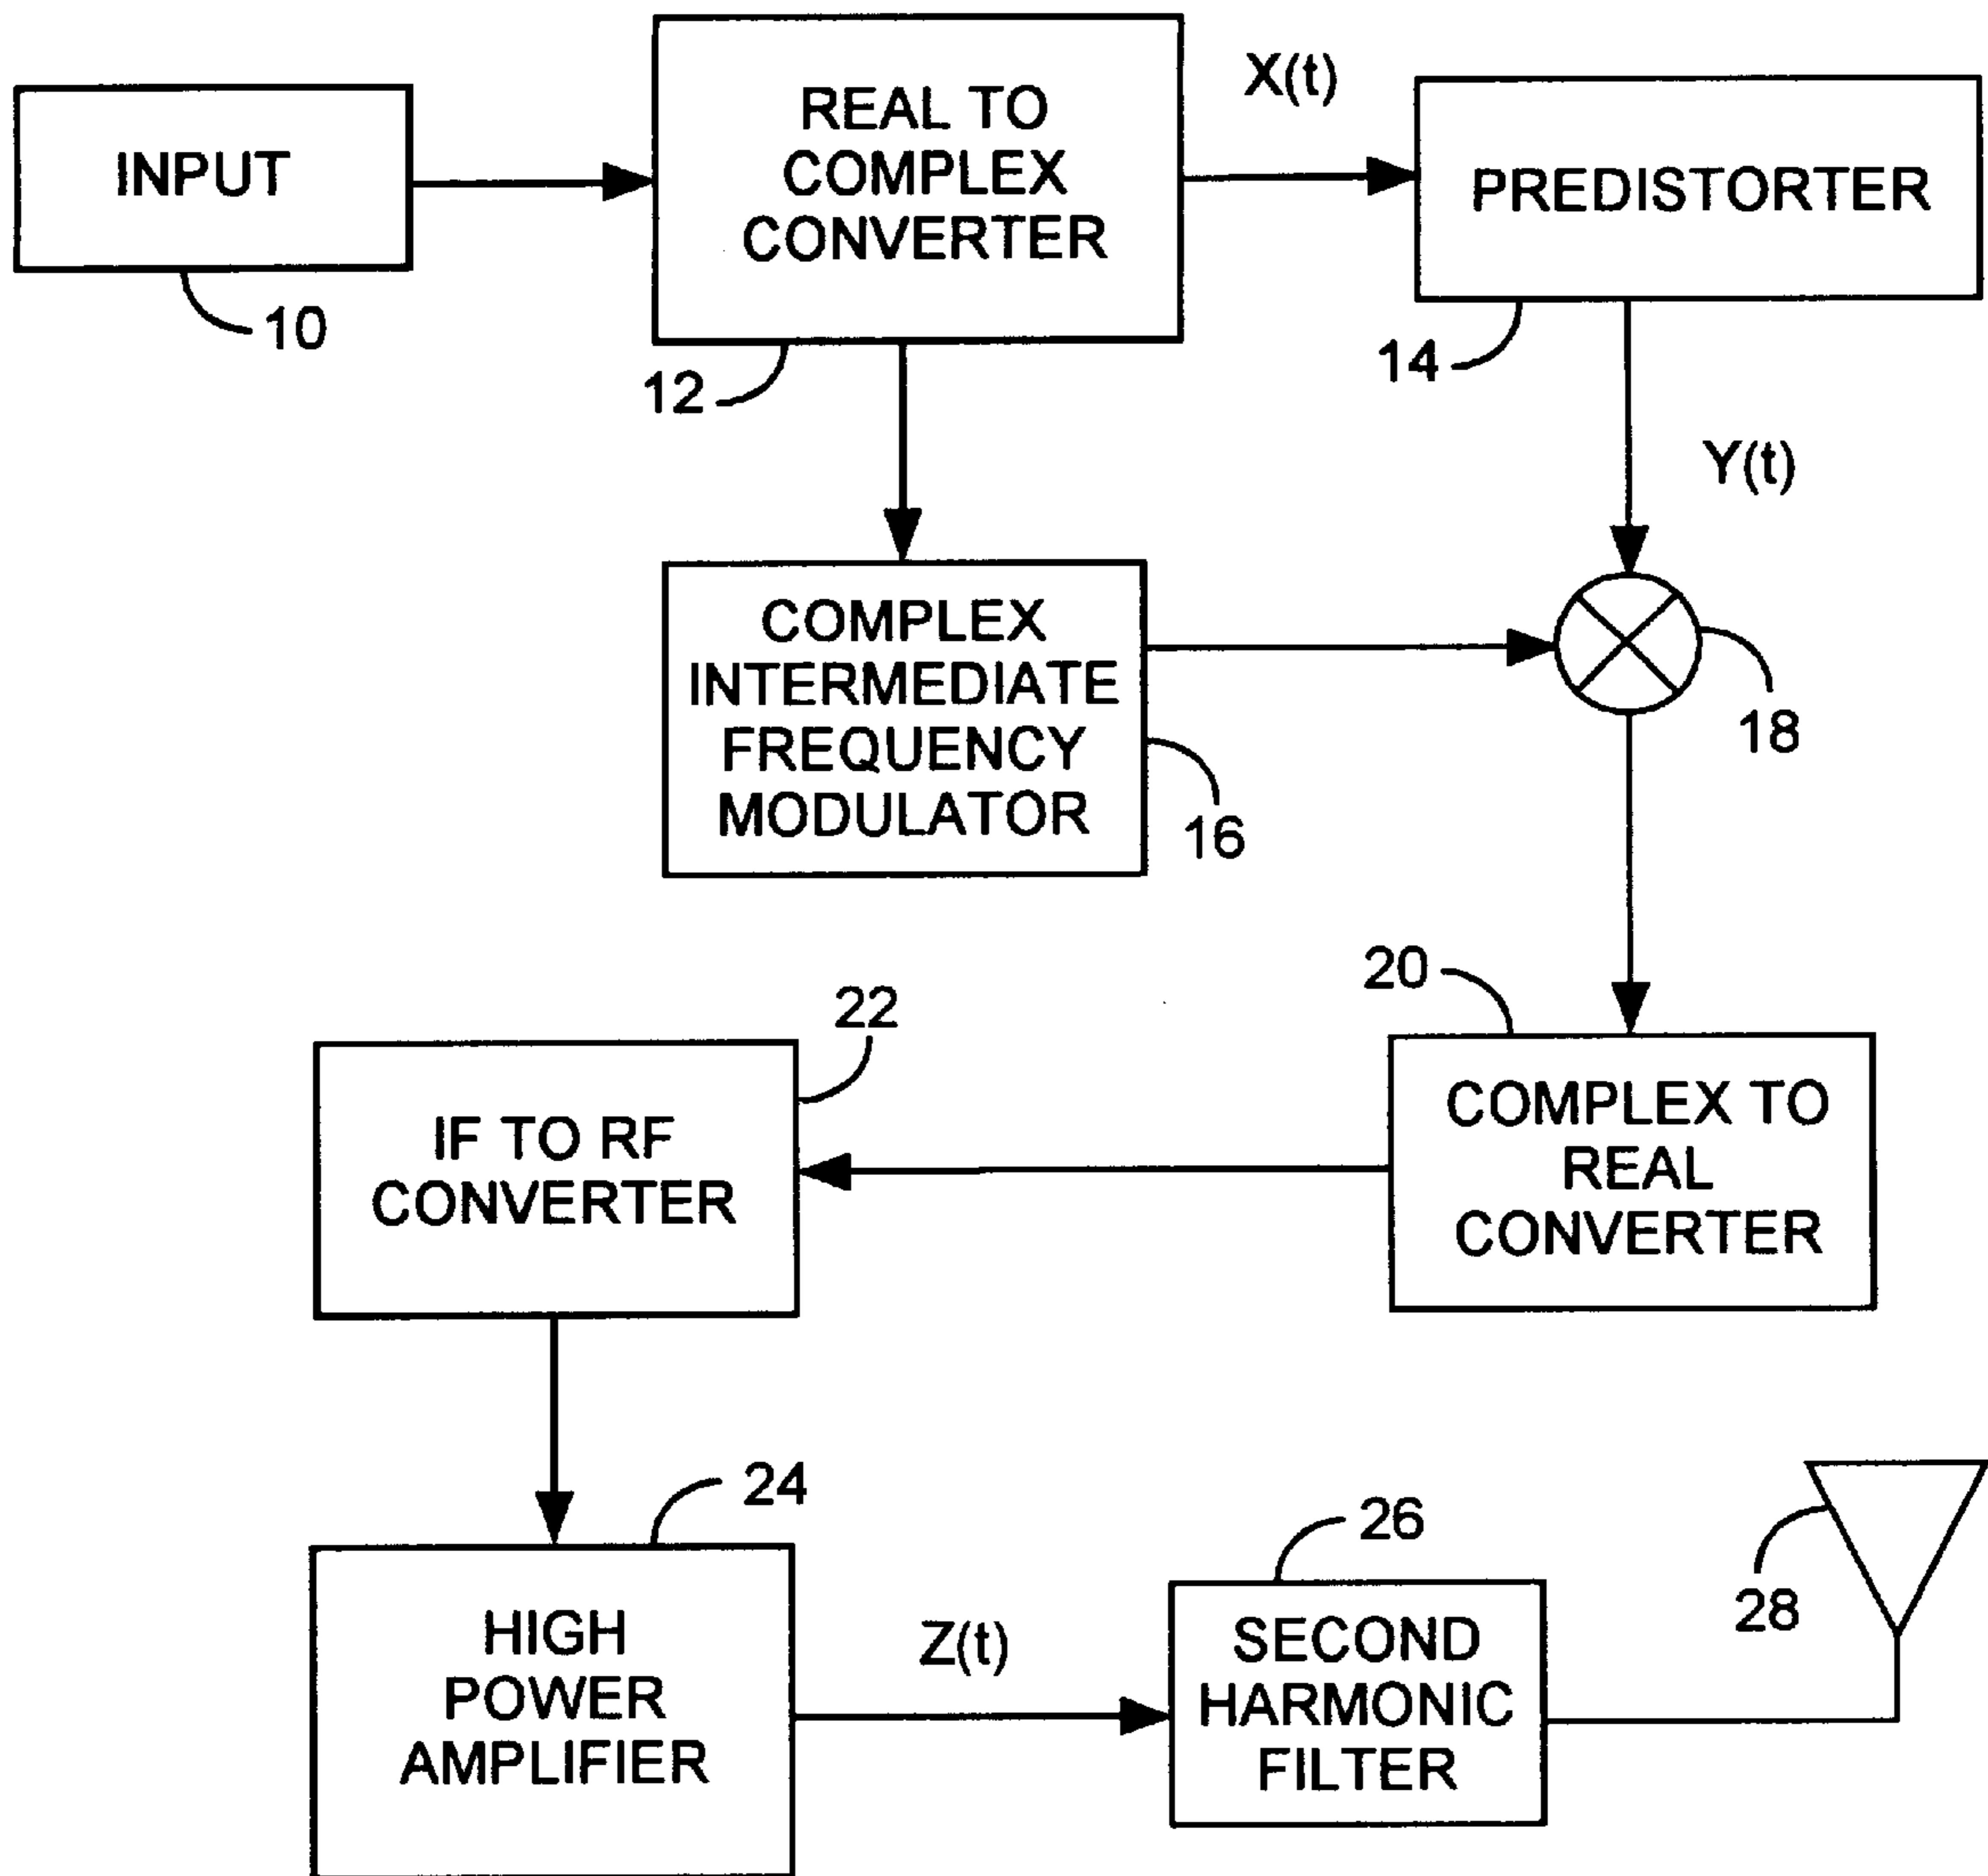 INPUT
10
REAL TO
COMPLEX
CONVERTER
12
X(t)
PREDISTORTER
14
Y(t)
COMPLEX
INTERMEDIATE
FREQUENCY
MODULATOR
16
18
20
COMPLEX TO
REAL
CONVERTER
22
IF TO RF
CONVERTER
24
HIGH
POWER
AMPLIFIER
Z(t)
26
SECOND
HARMONIC
FILTER
28